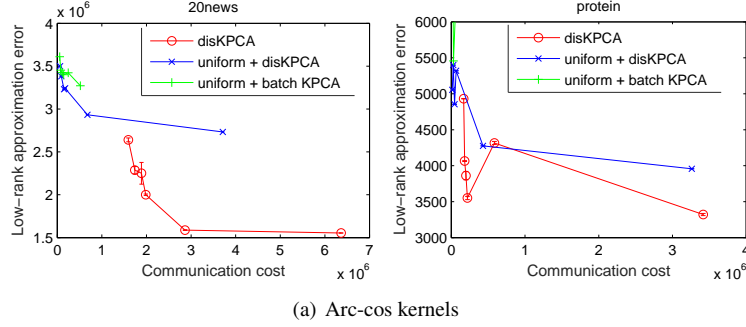 20news
x 10^6
4
3.5
3
2.5
2
1.5
Low−rank approximation error
disKPCA
uniform + disKPCA
uniform + batch KPCA
0 1 2 3 4 5 6 7
x 10^6
Communication cost
protein
6000
5500
5000
4500
4000
3500
3000
Low−rank approximation error
disKPCA
uniform + disKPCA
uniform + batch KPCA
0 1 2 3 4
x 10^6
Communication cost
(a) Arc-cos kernels